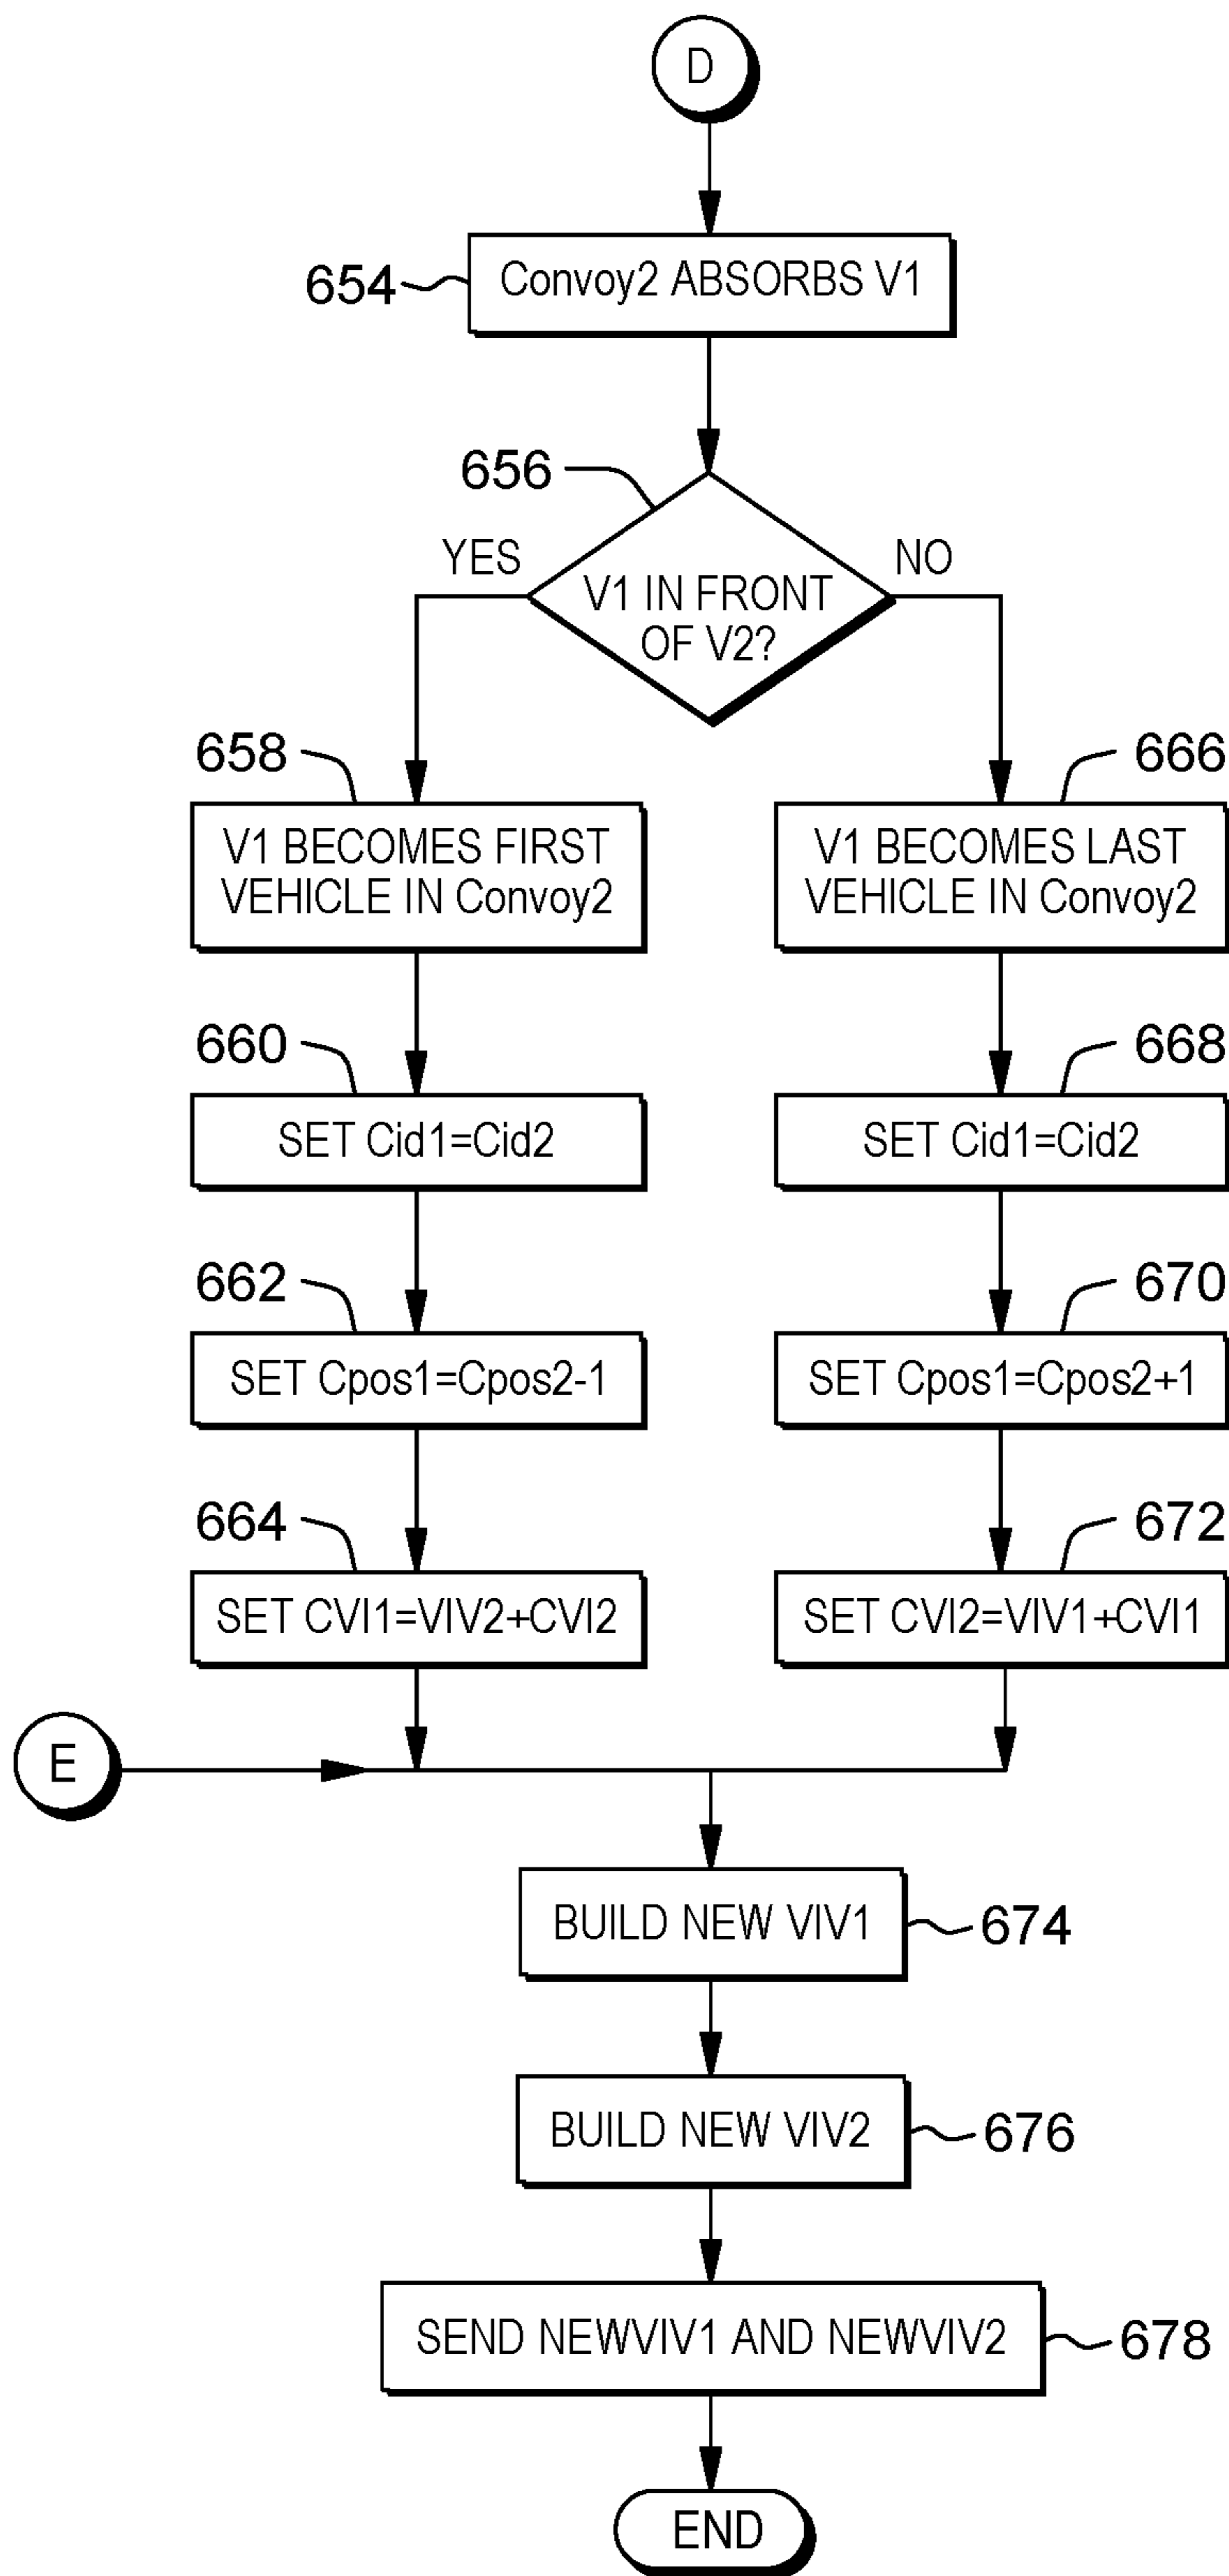 D
654
Convoy2 ABSORBS V1
656
YES
NO
V1 IN FRONT
OF V2?
658
666
V1 BECOMES FIRST
VEHICLE IN Convoy2
V1 BECOMES LAST
VEHICLE IN Convoy2
660
668
SET Cid1=Cid2
SET Cid1=Cid2
662
670
SET Cpos1=Cpos2-1
SET Cpos1=Cpos2+1
664
672
SET CVI1=VIV2+CVI2
SET CVI2=VIV1+CVI1
E
BUILD NEW VIV1
674
BUILD NEW VIV2
676
SEND NEWVIV1 AND NEWVIV2
678
END